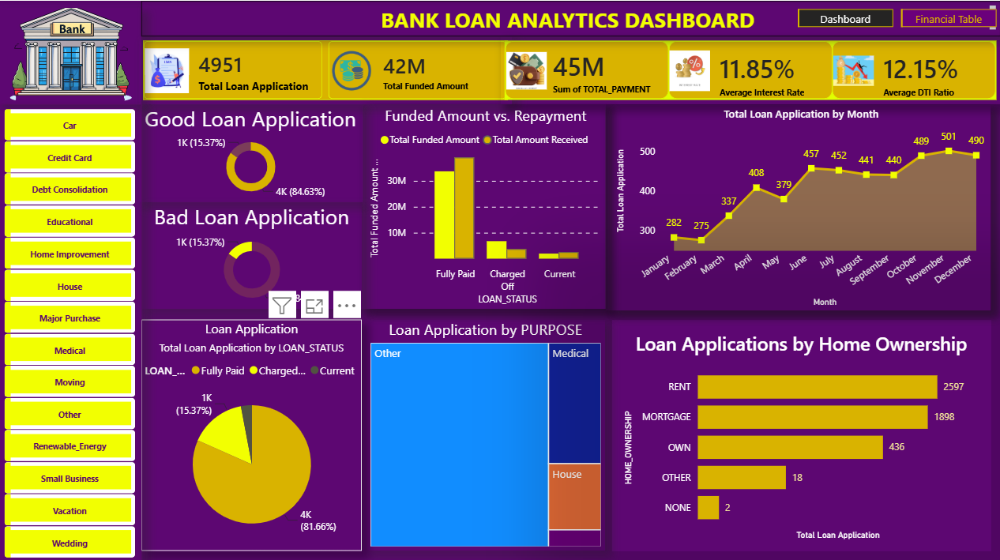 Bank
BANK LOAN ANALYTICS DASHBOARD
Dashboard
Financial Table
4951
Total Loan Application
42M
Total Funded Amount
45M
Sum of TOTAL_PAYMENT
11.85%
Average Interest Rate
12.15%
Average DTI Ratio
Car
Credit Card
Debt Consolidation
Educational
Home Improvement
House
Major Purchase
Medical
Moving
Other
Renewable_Energy
Small Business
Vacation
Wedding
Good Loan Application
1K (15.37%)
4K (84.63%)
Bad Loan Application
1K (15.37%)
Funded Amount vs. Repayment
Total Funded Amount
Total Amount Received
Total Funded Amount ...
30M
20M
10M
Fully Paid
Charged
Off
Current
LOAN_STATUS
Total Loan Application by Month
Total Loan Application
500
400
300
282
275
337
408
379
457
452
441
440
489
501
490
January
February
March
April
May
June
July
August
September
October
November
December
Month
Loan Application
Total Loan Application by LOAN_STATUS
LOAN_...
Fully Paid
Charged...
Current
1K
(15.37%)
4K
(81.66%)
Loan Application by PURPOSE
Other
Medical
House
Loan Applications by Home Ownership
HOME_OWNERSHIP
RENT
2597
MORTGAGE
1898
OWN
436
OTHER
18
NONE
2
Total Loan Application